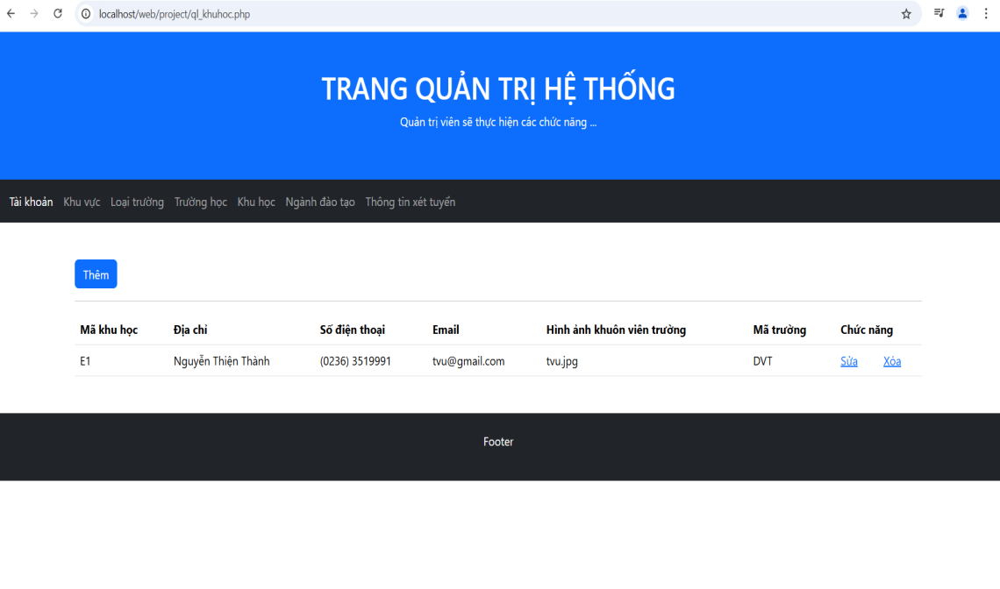 localhost/web/project/ql_khuhoc.php
TRANG QUẢN TRỊ HỆ THỐNG
Quản trị viên sẽ thực hiện các chức năng ...
Tài khoản Khu vực Loại trường Trường học Khu học Ngành đào tạo Thông tin xét tuyển
Thêm
Mã khu học Địa chỉ Số điện thoại Email Hình ảnh khuôn viên trường Mã trường Chức năng
E1 Nguyễn Thiện Thành (0236) 3519991 tvu@gmail.com tvu.jpg DVT Sửa Xóa
Footer